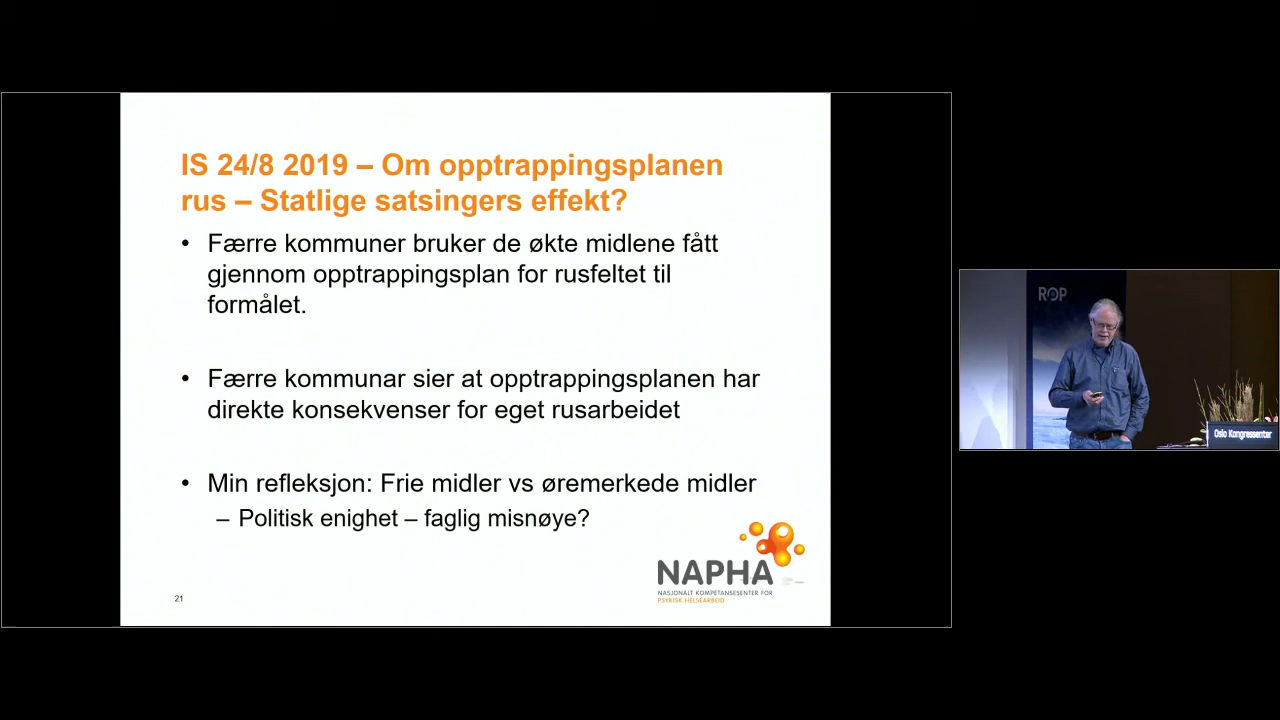 IS 24/8 2019 – Om opptrappingsplanen
rus – Statlige satsingers effekt?
• Færre kommuner bruker de økte midlene fått
gjennom opptrappingsplan for rusfeltet til
formålet.
• Færre kommunar sier at opptrappingsplanen har
direkte konsekvenser for eget rusarbeidet
• Min refleksjon: Frie midler vs øremerkede midler
– Politisk enighet – faglig misnøye?
NAPHA
NASJONALT KOMPETANSESENTER FOR
PSYKISK HELSEARBEID
21
ROP
Oslo Kongressenter